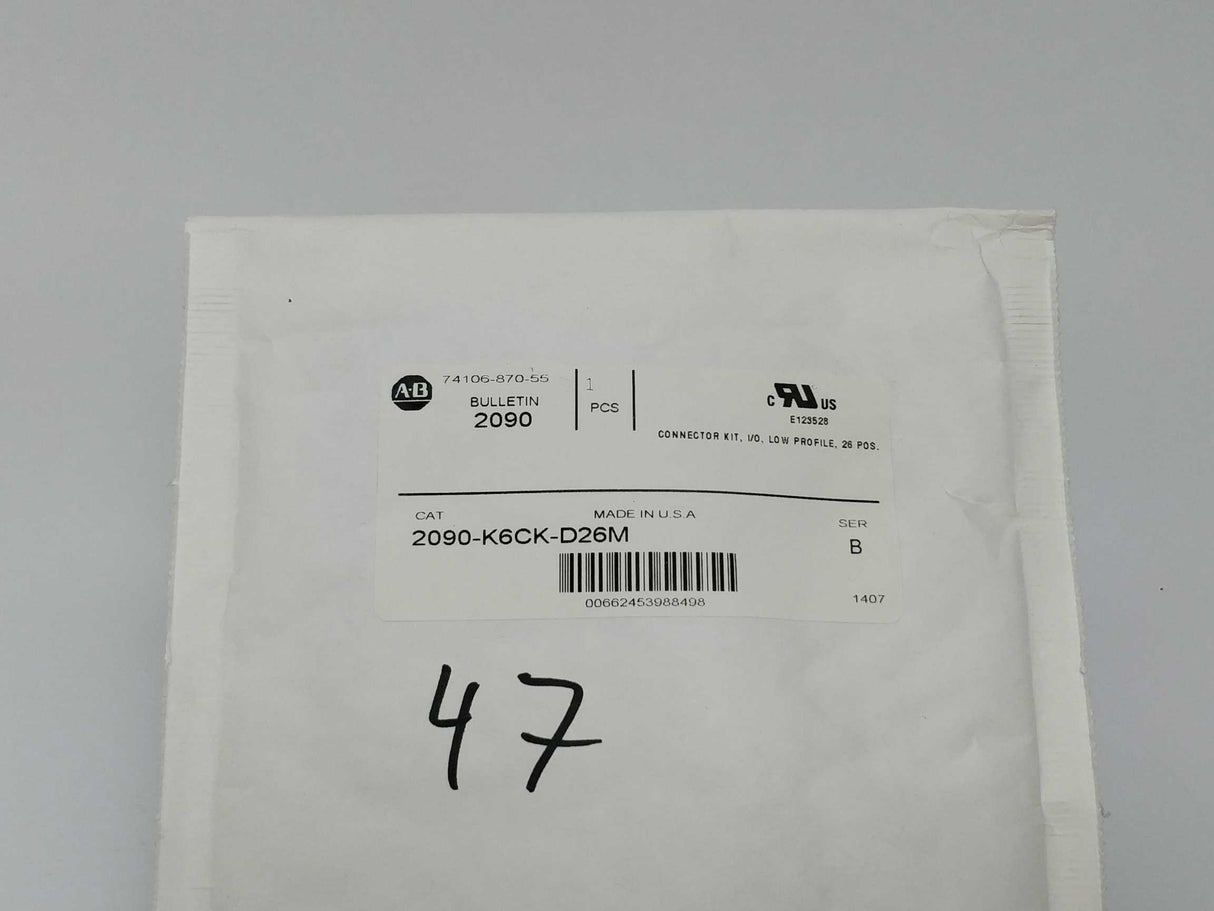 A-B
74106-870-55
BULLETIN
2090
1
PCS
c RU US
E123528
CONNECTOR KIT, I/O, LOW PROFILE, 26 POS.
CAT
MADE IN U.S.A
SER
2090-K6CK-D26M
B
00662453988498
1407
47